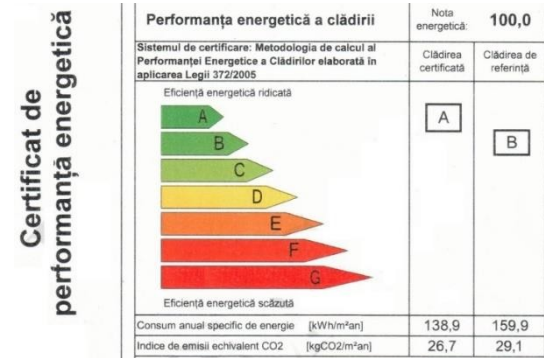 Certificat de
performanță energetică
Performanța energetică a clădirii
Nota
energetică:
100,0
Sistemul de certificare: Metodologia de calcul al
Performanței Energetice a Clădirilor elaborată în
aplicarea Legii 372/2005
Clădirea
certificată
Clădirea de
referință
Eficiență energetică ridicată
A
B
C
D
E
F
G
A
B
Eficiență energetică scăzută
Consum anual specific de energie [kWh/m²an] 138,9 159,9
Indice de emisii echivalent CO2 [kgCO2/m²an] 26,7 29,1